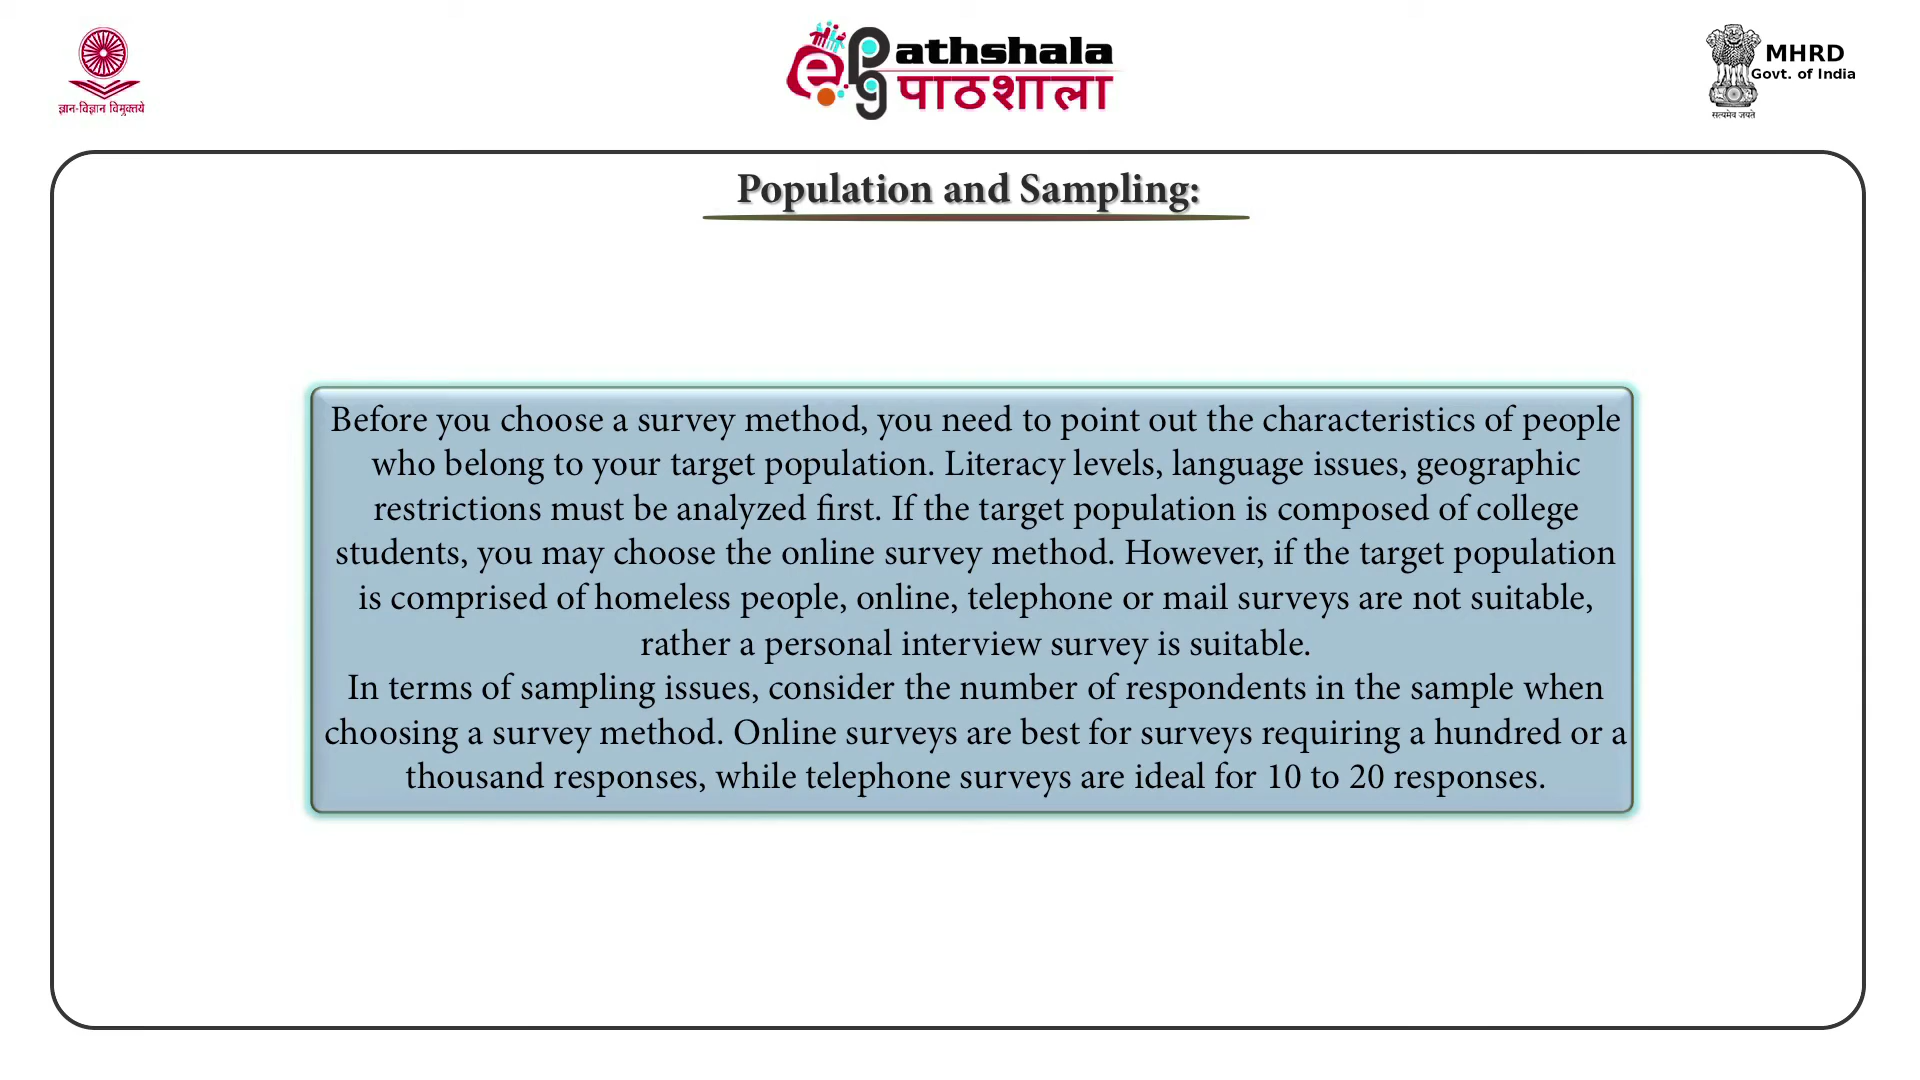 ज्ञान-विज्ञान विमुक्तये
e
pg
athshala
पाठशाला
MHRD
Govt. of India
सत्यमेव जयते
Population and Sampling:
Before you choose a survey method, you need to point out the characteristics of people
who belong to your target population. Literacy levels, language issues, geographic
restrictions must be analyzed first. If the target population is composed of college
students, you may choose the online survey method. However, if the target population
is comprised of homeless people, online, telephone or mail surveys are not suitable,
rather a personal interview survey is suitable.
In terms of sampling issues, consider the number of respondents in the sample when
choosing a survey method. Online surveys are best for surveys requiring a hundred or a
thousand responses, while telephone surveys are ideal for 10 to 20 responses.